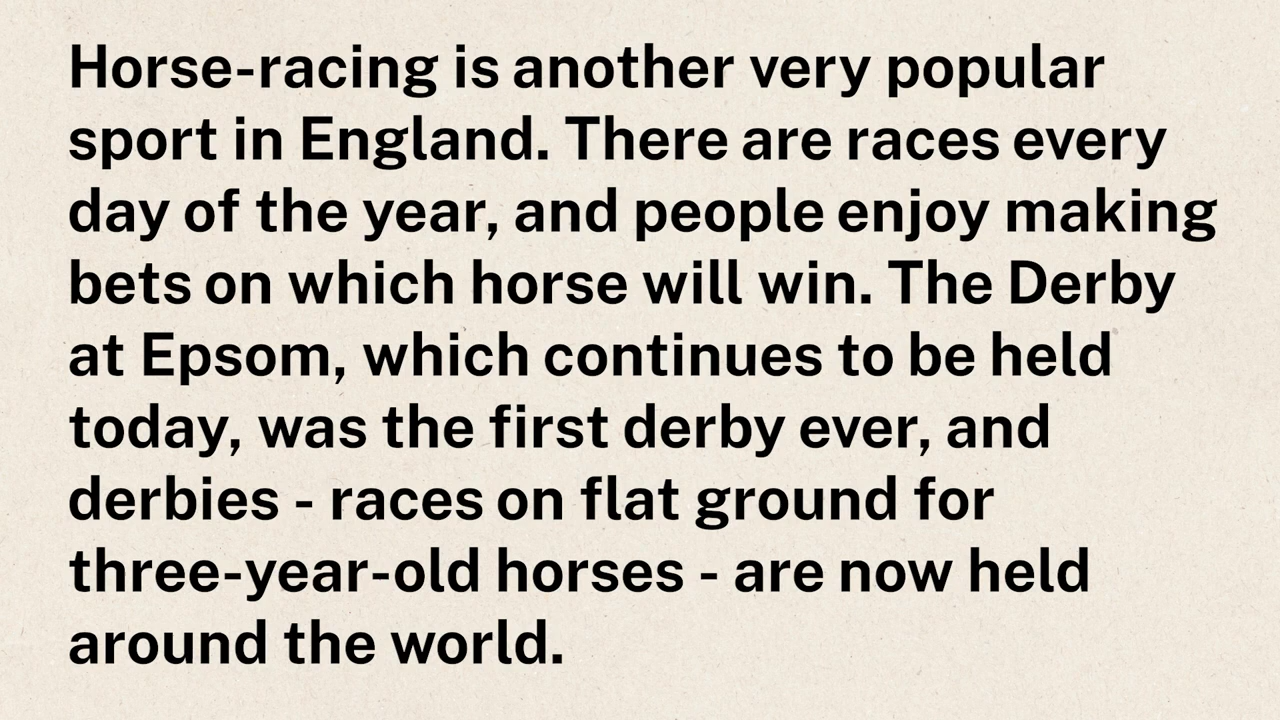 Horse-racing is another very popular
sport in England. There are races every
day of the year, and people enjoy making
bets on which horse will win. The Derby
at Epsom, which continues to be held
today, was the first derby ever, and
derbies - races on flat ground for
three-year-old horses - are now held
around the world.